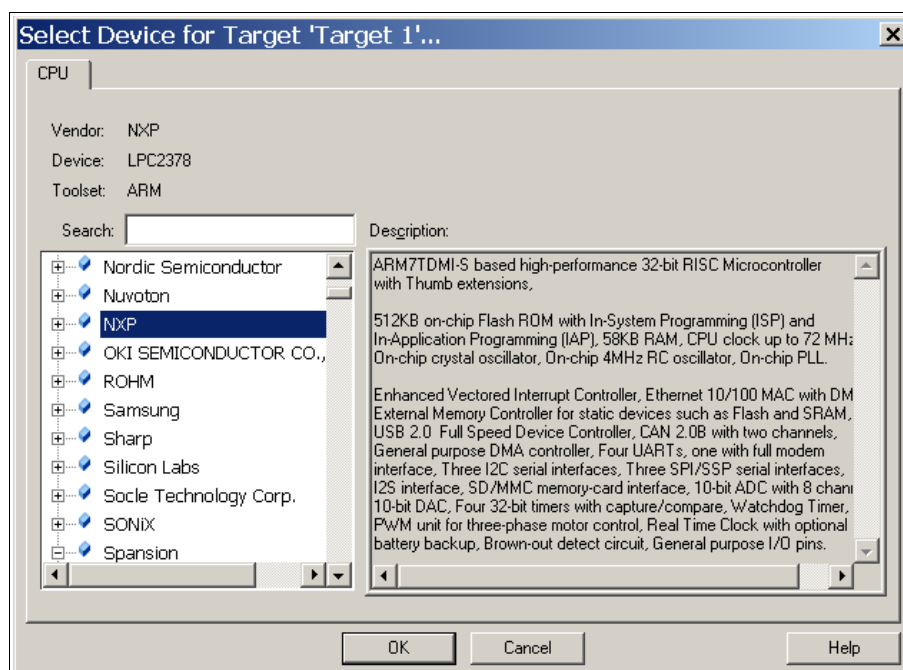 Select Device for Target 'Target 1'...
CPU
Vendor: NXP
Device: LPC2378
Toolset: ARM
Search:
Nordic Semiconductor
Nuvoton
NXP
OKI SEMICONDUCTOR CO.,
ROHM
Samsung
Sharp
Silicon Labs
Socle Technology Corp.
SONiX
Spansion
Description:
ARM7TDMI-S based high-performance 32-bit RISC Microcontroller
with Thumb extensions,
512KB on-chip Flash ROM with In-System Programming (ISP) and
In-Application Programming (IAP), 58KB RAM, CPU clock up to 72 MHz
On-chip crystal oscillator, On-chip 4MHz RC oscillator, On-chip PLL.
Enhanced Vectored Interrupt Controller, Ethernet 10/100 MAC with DM
External Memory Controller for static devices such as Flash and SRAM,
USB 2.0 Full Speed Device Controller, CAN 2.0B with two channels,
General purpose DMA controller, Four UARTs, one with full modem
interface, Three I2C serial interfaces, Three SPI/SSP serial interfaces,
I2S interface, SD/MMC memory-card interface, 10-bit ADC with 8 chann
10-bit DAC, Four 32-bit timers with capture/compare, Watchdog Timer,
PWM unit for three-phase motor control, Real Time Clock with optional
battery backup, Brown-out detect circuit, General purpose I/O pins.
OK
Cancel
Help